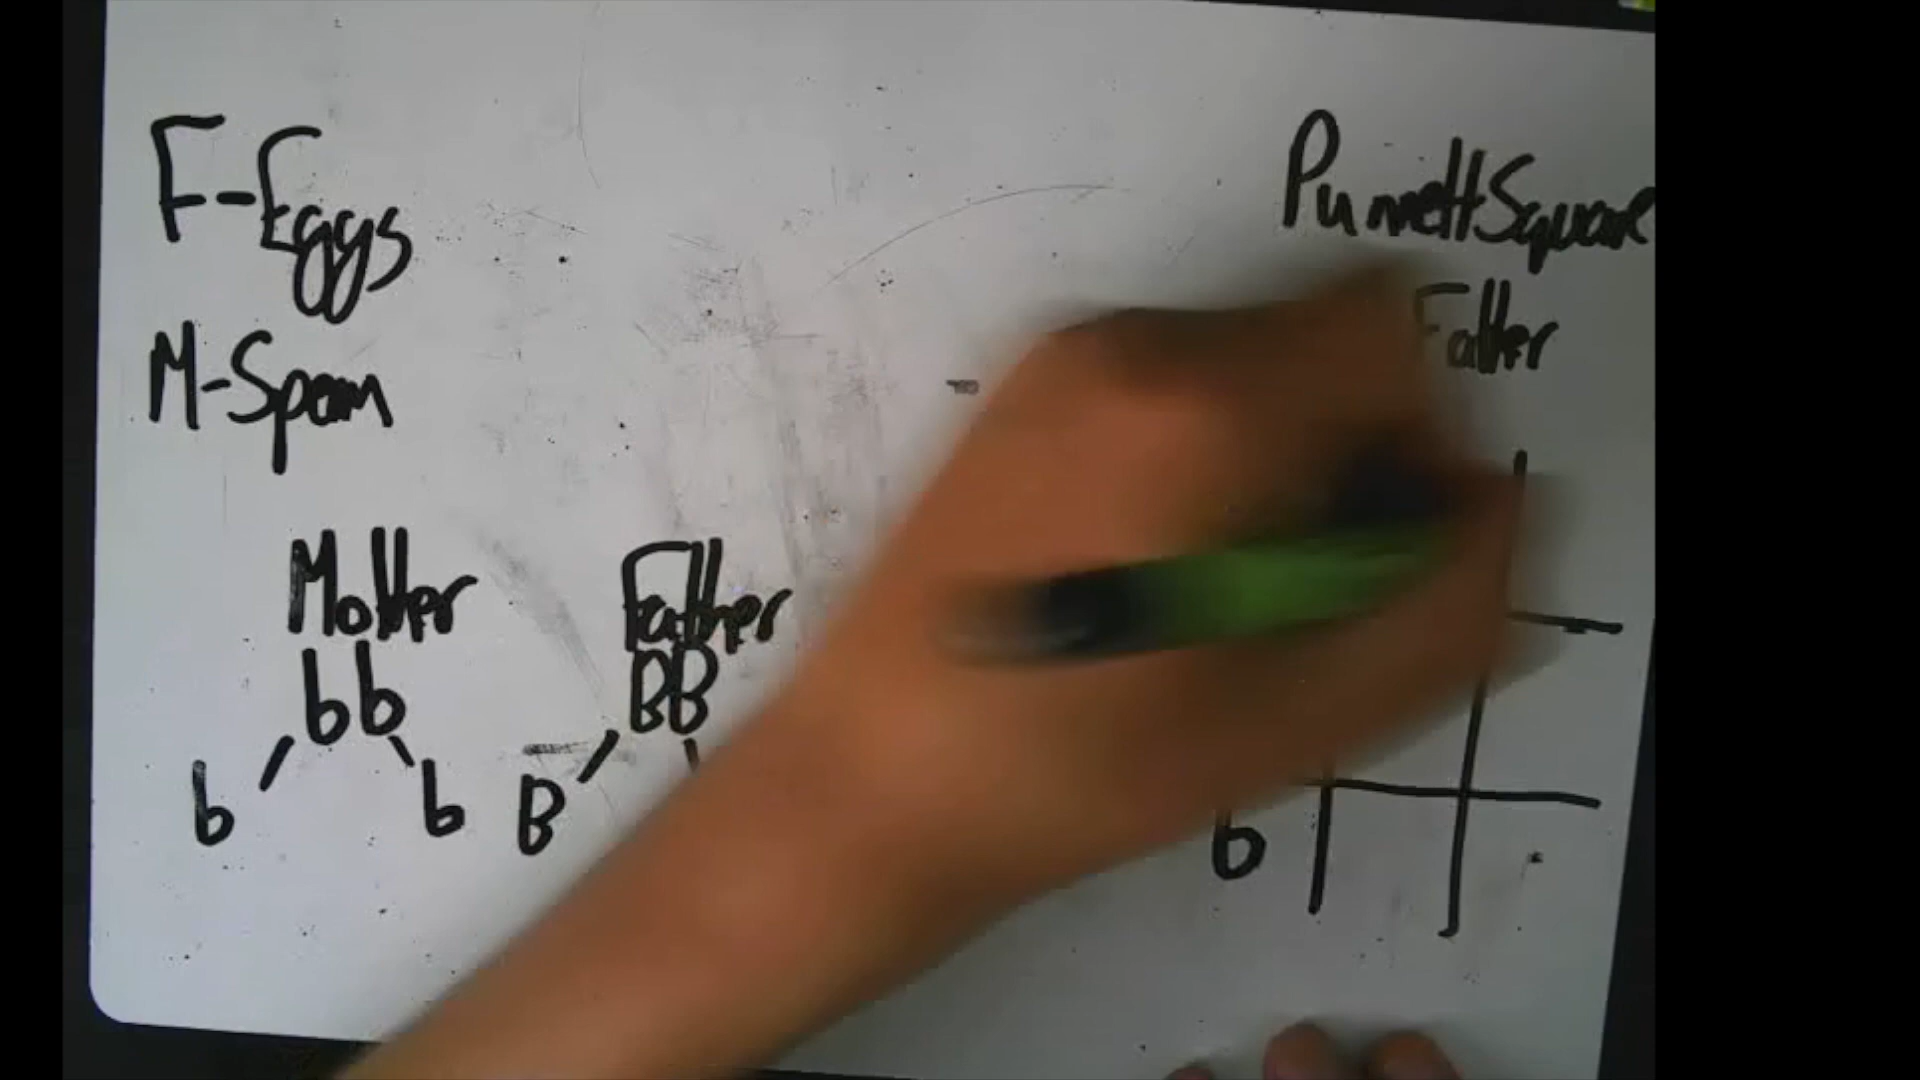 F-Eggs
M-Sperm
Mother
bb
b b
Father
BB
B
Punnett Square
Father
b